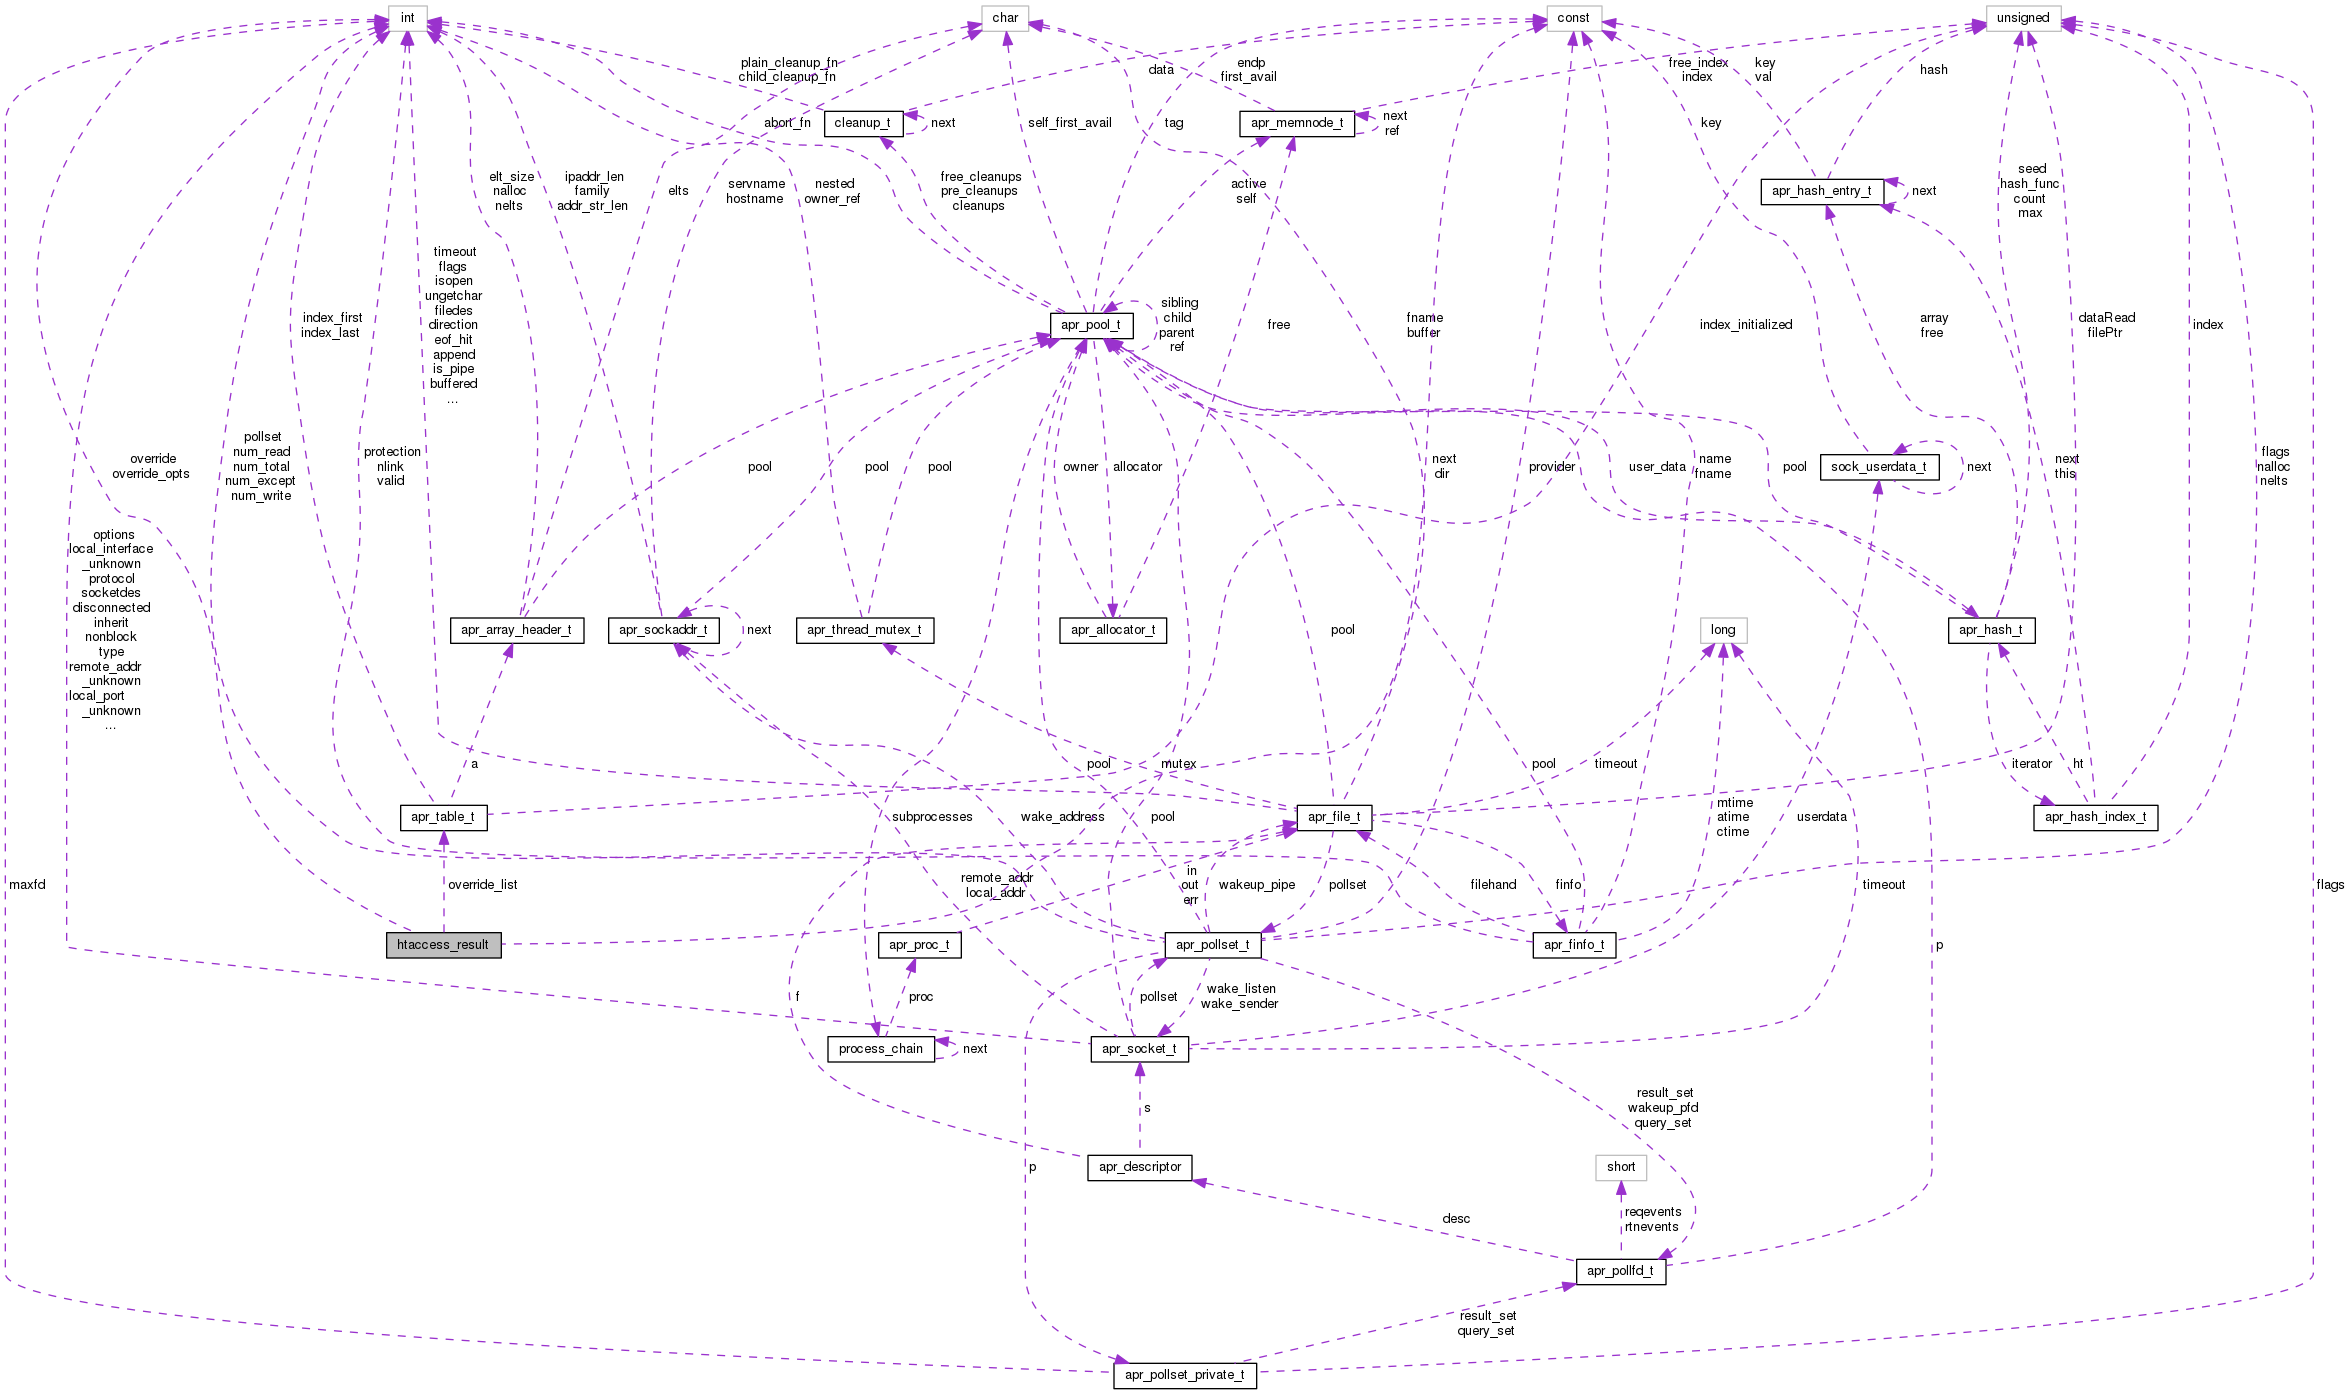 int
char
const
unsigned
plain_cleanup_fn
child_cleanup_fn
data
endp
first_avail
free_index
index
key
val
hash
abort_fn
cleanup_t
next
self_first_avail
tag
apr_memnode_t
next
ref
key
elt_size
nalloc
nelts
ipaddr_len
family
addr_str_len
elts
servname
hostname
nested
owner_ref
free_cleanups
pre_cleanups
cleanups
active
self
apr_hash_entry_t
next
seed
hash_func
count
max
timeout
flags
isopen
ungetchar
filedes
direction
eof_hit
append
is_pipe
buffered
...
index_first
index_last
apr_pool_t
sibling
child
parent
ref
free
fname
buffer
index_initialized
array
free
dataRead
filePtr
index
override
override_opts
pollset
num_read
num_total
num_except
num_write
protection
nlink
valid
pool
pool
pool
owner
allocator
next
dir
provider
user_data
name
fname
pool
sock_userdata_t
next
next
this
flags
nalloc
nelts
options
local_interface
_unknown
protocol
socketdes
disconnected
inherit
nonblock
type
remote_addr
_unknown
local_port
_unknown
...
apr_array_header_t
apr_sockaddr_t
next
apr_thread_mutex_t
apr_allocator_t
pool
long
apr_hash_t
a
pool
mutex
pool
timeout
iterator
ht
apr_table_t
subprocesses
wake_address
pool
apr_file_t
mtime
atime
ctime
userdata
apr_hash_index_t
maxfd
override_list
remote_addr
local_addr
in
out
err
wakeup_pipe
pollset
filehand
finfo
timeout
flags
htaccess_result
apr_proc_t
apr_pollset_t
apr_finfo_t
p
f
proc
pollset
wake_listen
wake_sender
process_chain
next
apr_socket_t
s
result_set
wakeup_pfd
query_set
p
apr_descriptor
short
desc
reqevents
rtnevents
apr_pollfd_t
result_set
query_set
apr_pollset_private_t